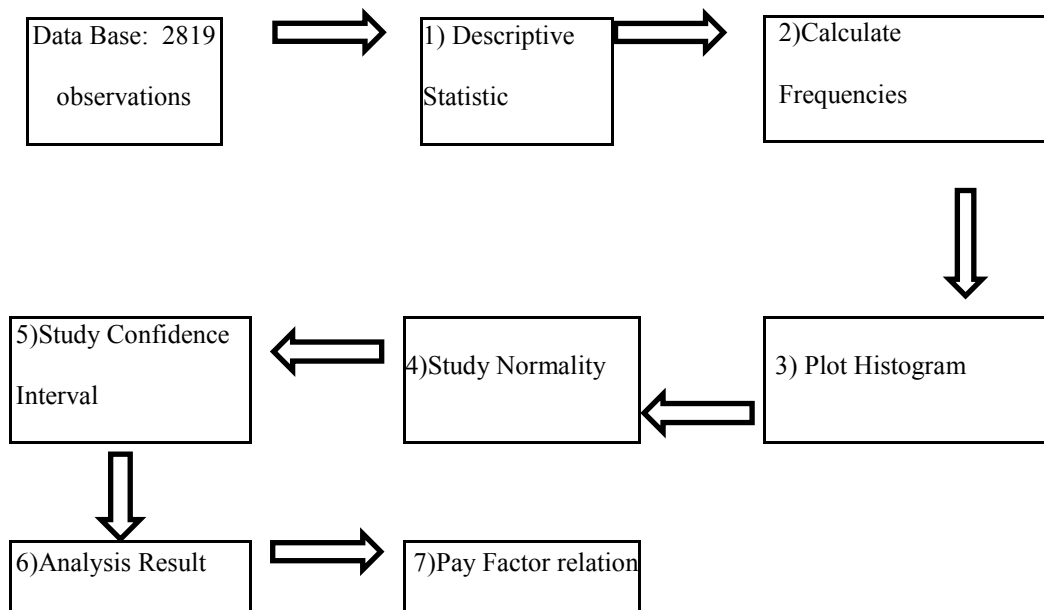 Data Base: 2819
observations
1) Descriptive
Statistic
2)Calculate
Frequencies
3) Plot Histogram
4)Study Normality
5)Study Confidence
Interval
6)Analysis Result
7)Pay Factor relation